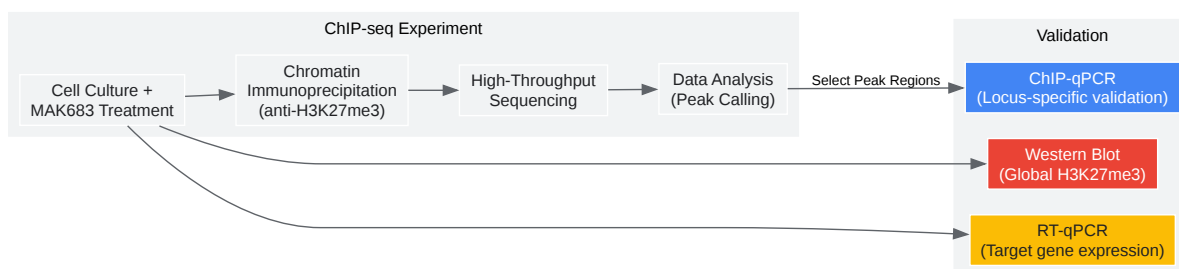 ChIP-seq Experiment
Cell Culture +
MAK683 Treatment
Chromatin
Immunoprecipitation
(anti-H3K27me3)
High-Throughput
Sequencing
Data Analysis
(Peak Calling)
Select Peak Regions
Validation
ChIP-qPCR
(Locus-specific validation)
Western Blot
(Global H3K27me3)
RT-qPCR
(Target gene expression)